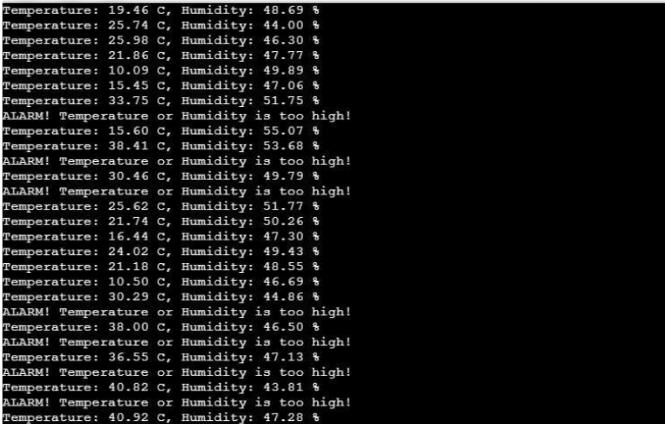 Temperature: 19.46 C, Humidity: 48.69 %
Temperature: 25.74 C, Humidity: 44.00 %
Temperature: 25.98 C, Humidity: 46.30 %
Temperature: 21.86 C, Humidity: 47.77 %
Temperature: 10.09 C, Humidity: 49.89 %
Temperature: 15.45 C, Humidity: 47.06 %
Temperature: 33.75 C, Humidity: 51.75 %
ALARM! Temperature or Humidity is too high!
Temperature: 15.60 C, Humidity: 55.07 %
Temperature: 38.41 C, Humidity: 53.68 %
ALARM! Temperature or Humidity is too high!
Temperature: 30.46 C, Humidity: 49.79 %
ALARM! Temperature or Humidity is too high!
Temperature: 25.62 C, Humidity: 51.77 %
Temperature: 21.74 C, Humidity: 50.26 %
Temperature: 16.44 C, Humidity: 47.30 %
Temperature: 24.02 C, Humidity: 49.43 %
Temperature: 21.18 C, Humidity: 48.55 %
Temperature: 10.50 C, Humidity: 46.69 %
Temperature: 30.29 C, Humidity: 44.86 %
ALARM! Temperature or Humidity is too high!
Temperature: 38.00 C, Humidity: 46.50 %
ALARM! Temperature or Humidity is too high!
Temperature: 36.55 C, Humidity: 47.13 %
ALARM! Temperature or Humidity is too high!
Temperature: 40.82 C, Humidity: 43.81 %
ALARM! Temperature or Humidity is too high!
Temperature: 40.92 C, Humidity: 47.28 %